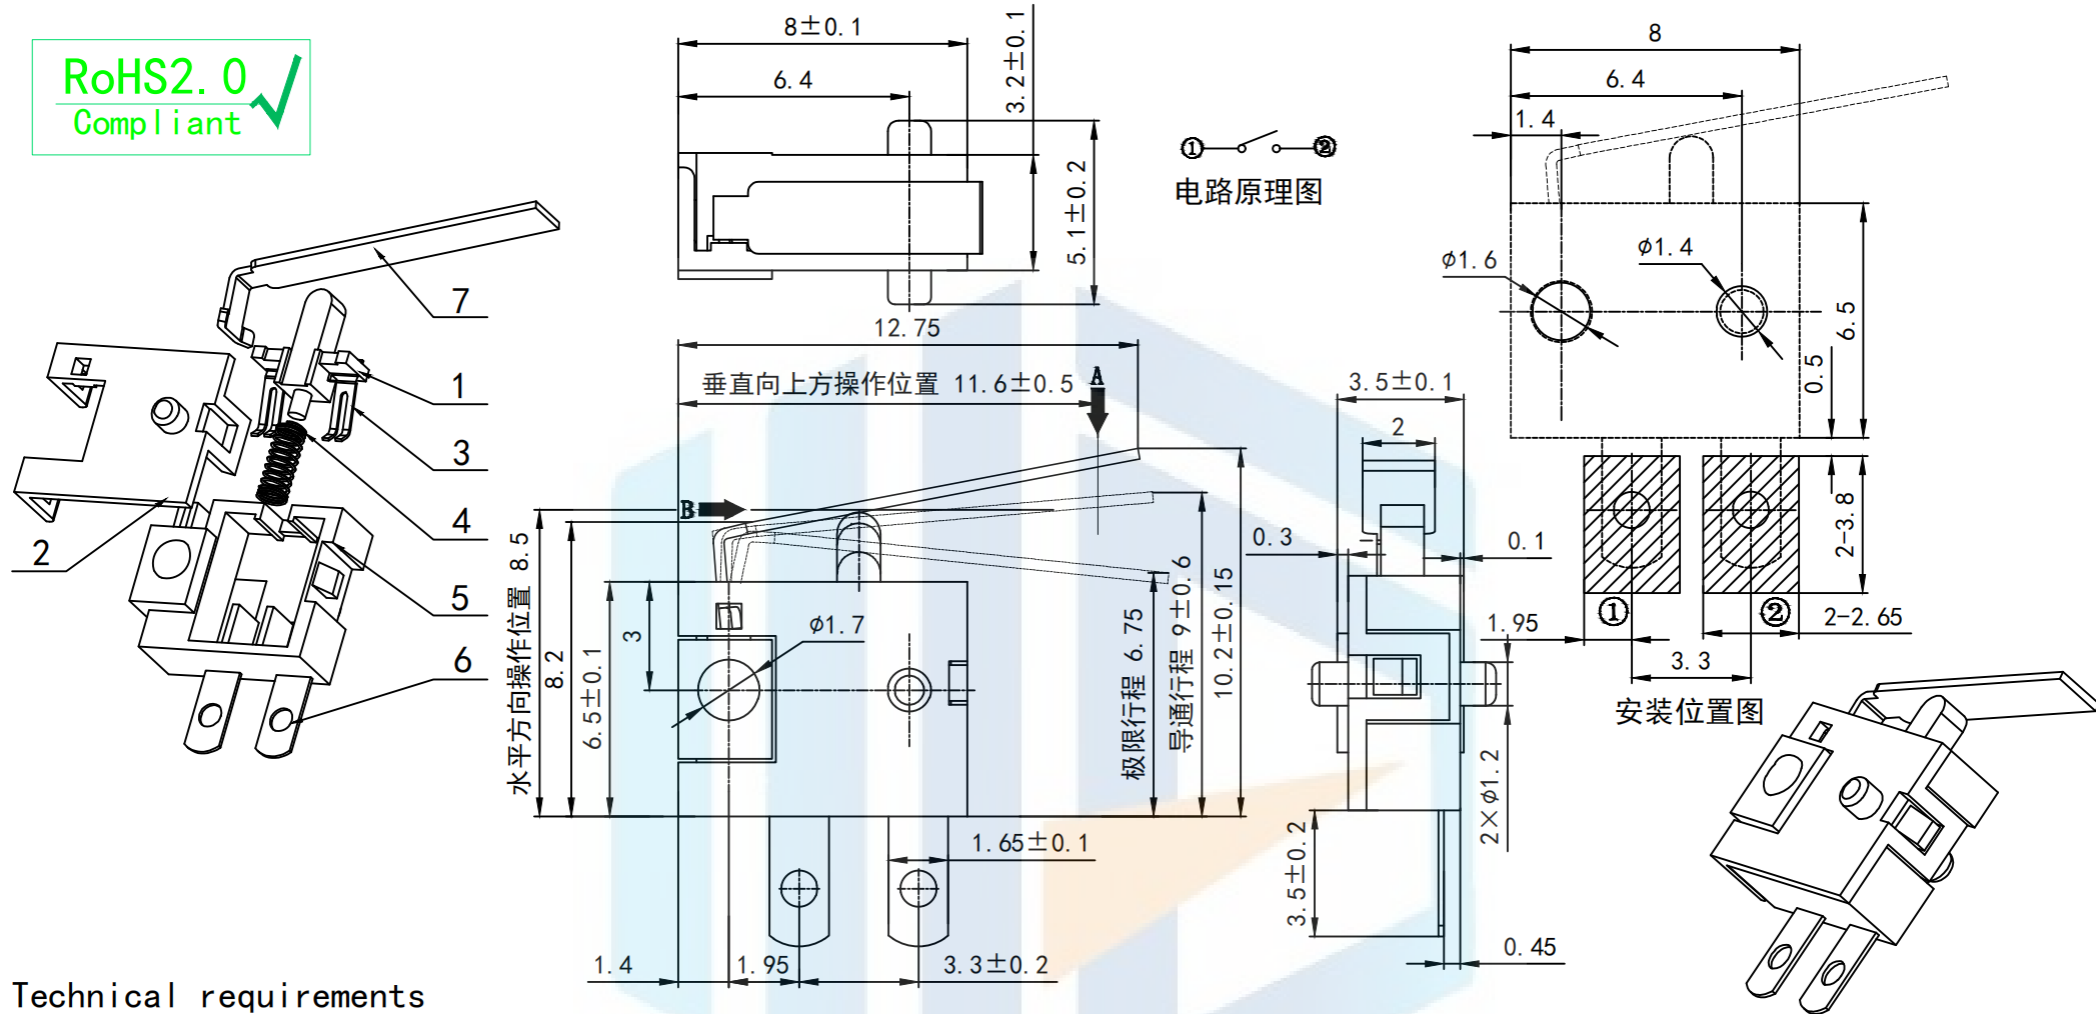 RoHS2.0
Compliant
7
1
3
4
2
5
6
8±0.1
6.4
3.2±0.1
5.1±0.2
①
②
电路原理图
12.75
垂直向上方操作位置 11.6±0.5
A
B
水平方向操作位置 8.5
8.2
6.5±0.1
3
φ1.7
极限行程 6.75
导通行程 9±0.6
10.2±0.15
1.65±0.1
1.4
1.95
3.3±0.2
3.5±0.1
2
0.3
0.1
2×φ1.2
3.5±0.2
0.45
8
6.4
1.4
φ1.6
φ1.4
6.5
0.5
2-3.8
①
②
1.95
2-2.65
3.3
安装位置图
Technical requirements